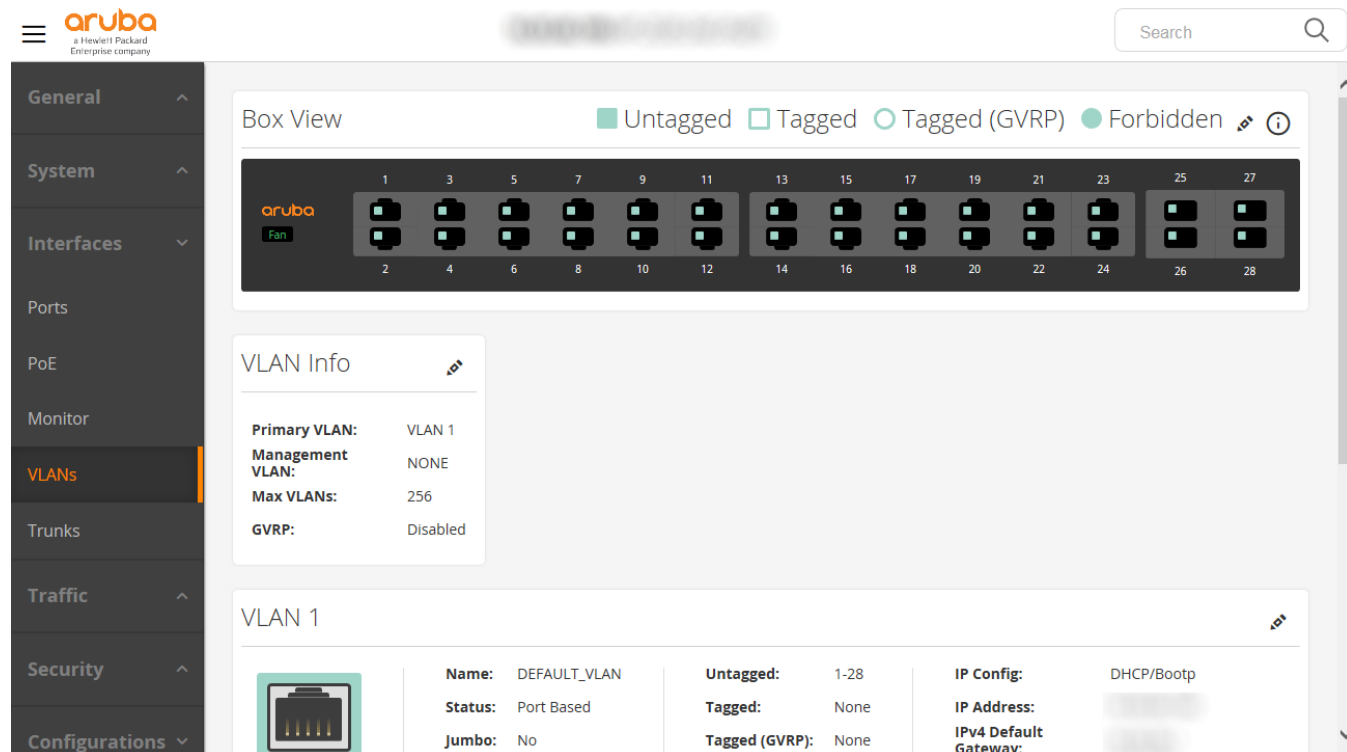 aruba
a Hewlett Packard
Enterprise company
Search
General
System
Interfaces
Ports
PoE
Monitor
VLANs
Trunks
Traffic
Security
Configurations
Box View
Untagged Tagged Tagged (GVRP) Forbidden
1 3 5 7 9 11 13 15 17 19 21 23 25 27
aruba
Fan
2 4 6 8 10 12 14 16 18 20 22 24 26 28
VLAN Info
Primary VLAN: VLAN 1
Management
VLAN: NONE
Max VLANs: 256
GVRP: Disabled
VLAN 1
Name: DEFAULT_VLAN Untagged: 1-28 IP Config: DHCP/Bootp
Status: Port Based Tagged: None IP Address:
Jumbo: No Tagged (GVRP): None IPv4 Default
Gateway: